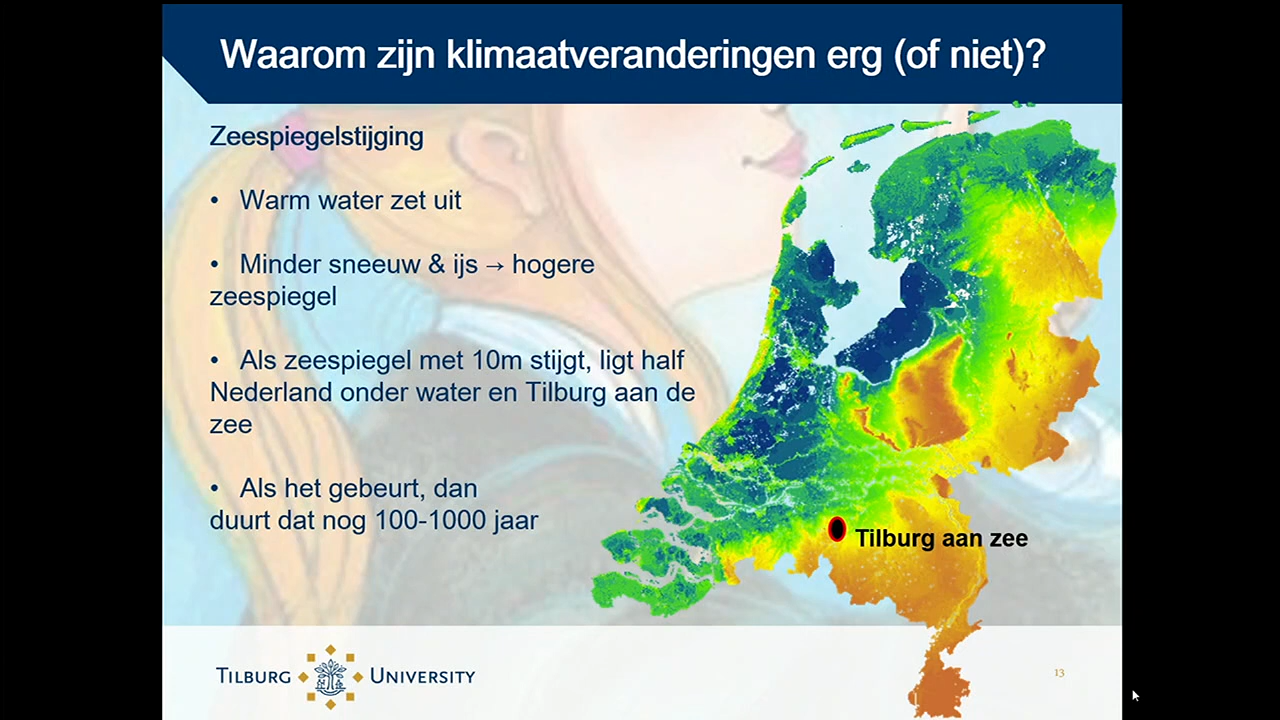 Waarom zijn klimaatveranderingen erg (of niet)?
Zeespiegelstijging
• Warm water zet uit
• Minder sneeuw & ijs → hogere
zeespiegel
• Als zeespiegel met 10m stijgt, ligt half
Nederland onder water en Tilburg aan de
zee
• Als het gebeurt, dan
duurt dat nog 100-1000 jaar
Tilburg aan zee
TILBURG UNIVERSITY
13